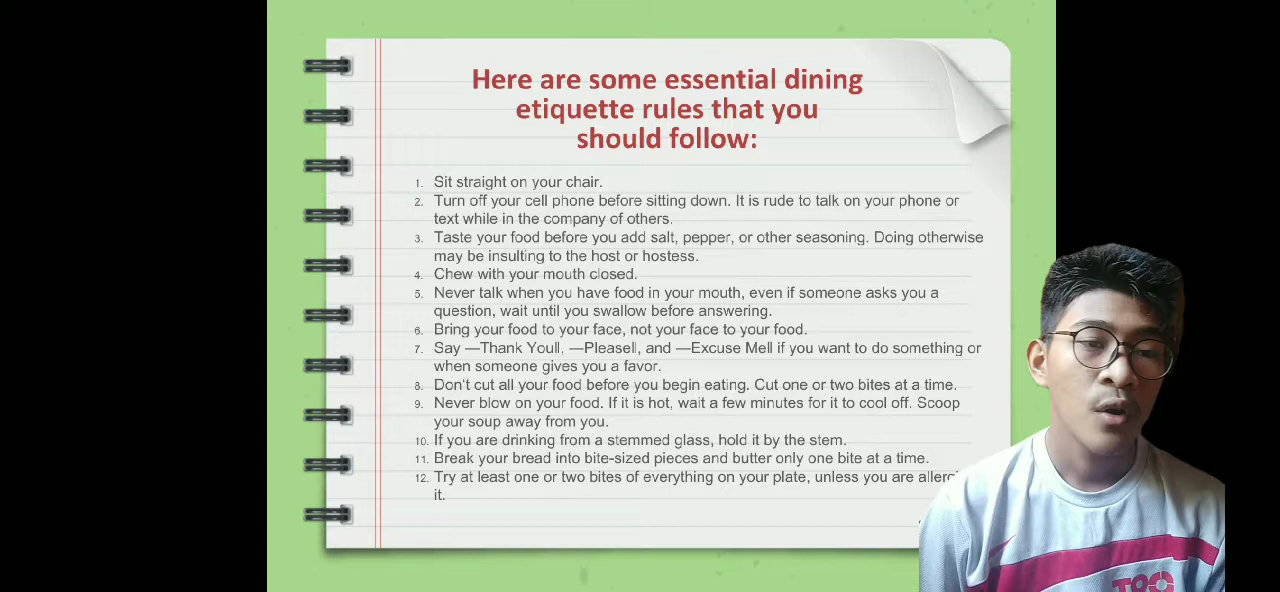 Here are some essential dining
etiquette rules that you
should follow:
1. Sit straight on your chair.
2. Turn off your cell phone before sitting down. It is rude to talk on your phone or
text while in the company of others.
3. Taste your food before you add salt, pepper, or other seasoning. Doing otherwise
may be insulting to the host or hostess.
4. Chew with your mouth closed.
5. Never talk when you have food in your mouth, even if someone asks you a
question, wait until you swallow before answering.
6. Bring your food to your face, not your face to your food.
7. Say ―Thank Youll, ―Pleasell, and ―Excuse Mell if you want to do something or
when someone gives you a favor.
8. Don't cut all your food before you begin eating. Cut one or two bites at a time.
9. Never blow on your food. If it is hot, wait a few minutes for it to cool off. Scoop
your soup away from you.
10. If you are drinking from a stemmed glass, hold it by the stem.
11. Break your bread into bite-sized pieces and butter only one bite at a time.
12. Try at least one or two bites of everything on your plate, unless you are
it.